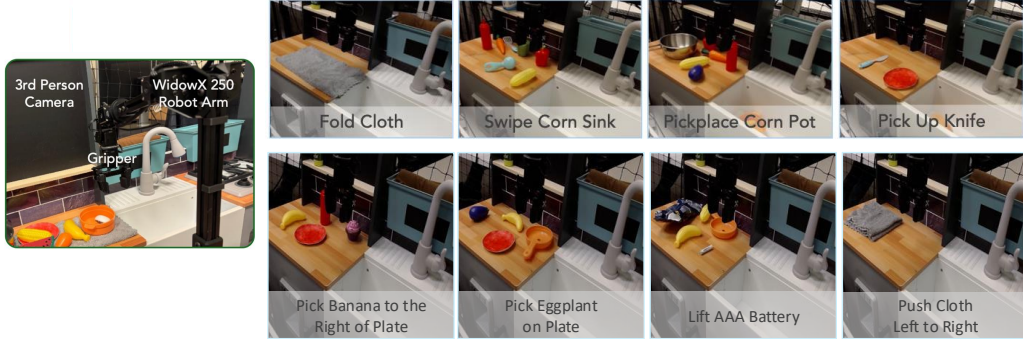 3rd Person
Camera
WidowX 250
Robot Arm
Gripper
Fold Cloth
Swipe Corn Sink
Pickplace Corn Pot
Pick Up Knife
Pick Banana to the
Right of Plate
Pick Eggplant
on Plate
Lift AAA Battery
Push Cloth
Left to Right